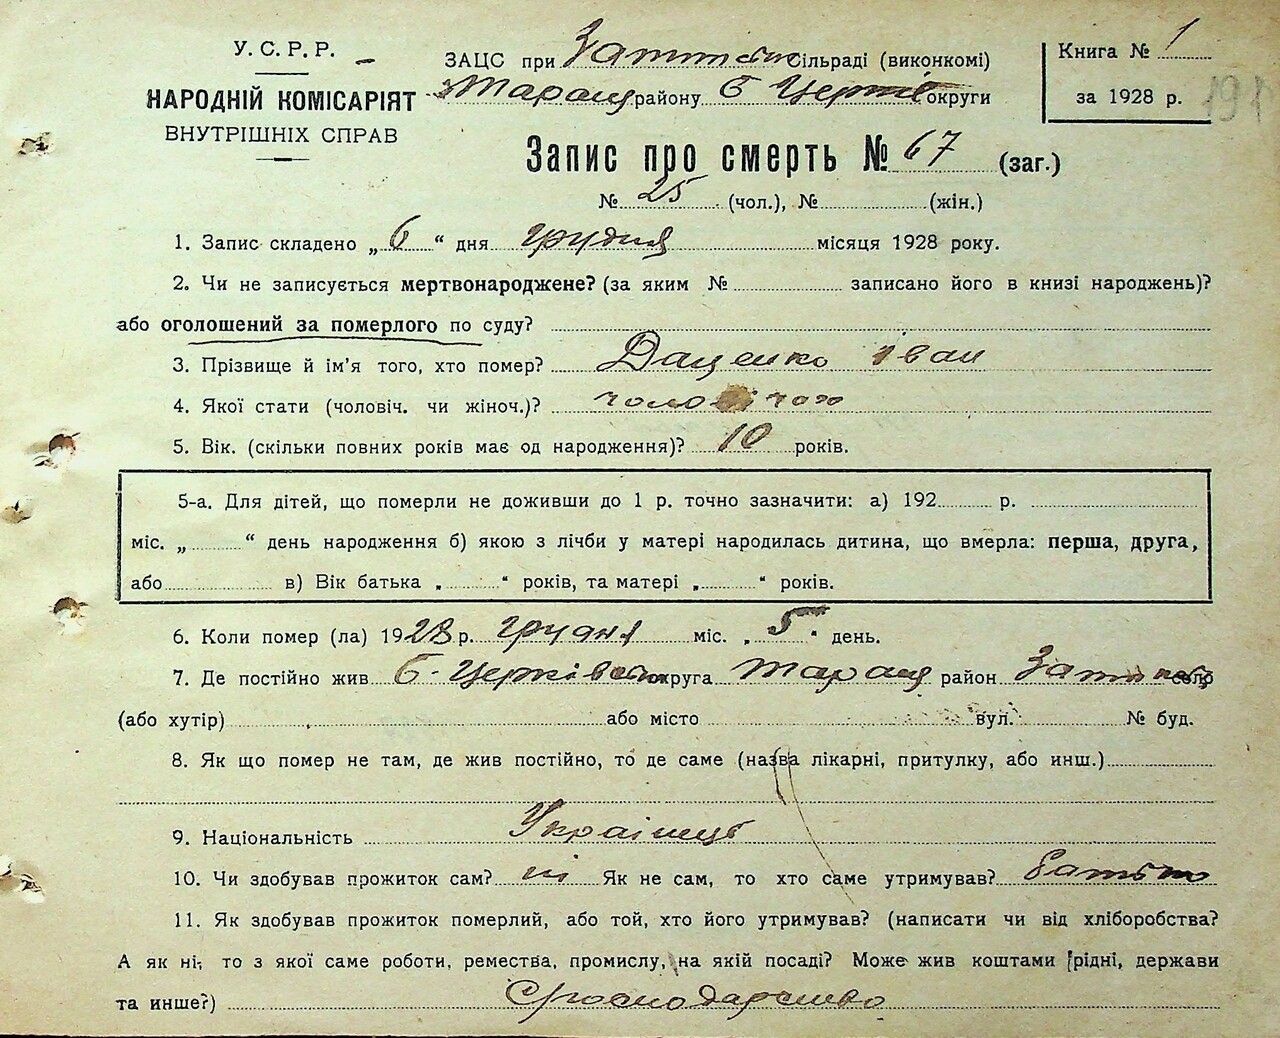 У. С. Р. Р.
НАРОДНІЙ КОМІСАРІЯТ
ВНУТРІШНІХ СПРАВ
ЗАЦС при сільраді (виконкомі)
Таращ району Б Церків округи
Книга № 1
за 1928 р.
Запис про смерть № 67 (заг.)
№ 25 (чол.), № (жін.)
1. Запис складено „ 6 “ дня грудня місяця 1928 року.
2. Чи не записується мертвонароджене? (за яким № записано його в книзі народжень)?
або оголошений за померлого по суду?
3. Прізвище й ім'я того, хто помер? Даценко Іван
4. Якої стати (чоловіч. чи жіноч.)? чоловічого
5. Вік. (скільки повних років має од народження)? 10 років.
5-а. Для дітей, що померли не доживши до 1 р. точно зазначити: а) 192 р.
міс. „ “ день народження б) якою з лічби у матері народилась дитина, що вмерла: перша, друга,
або в) Вік батька „ “ років, та матері „ “ років.
6. Коли помер (ла) 1928 р. грудня міс. „ 5 “ день.
7. Де постійно жив Б-Церківська округа Таращ район село
(або хутір) або місто вул. № буд.
8. Як що помер не там, де жив постійно, то де саме (назва лікарні, притулку, або инш.)
9. Національність Українець
10. Чи здобував прожиток сам? ні Як не сам, то хто саме утримував? батько
11. Як здобував прожиток померлий, або той, хто його утримував? (написати чи від хліборобства?
А як ні, то з якої саме роботи, ремества, промислу, на якій посаді? Може жив коштами рідні, держави
та инше?)